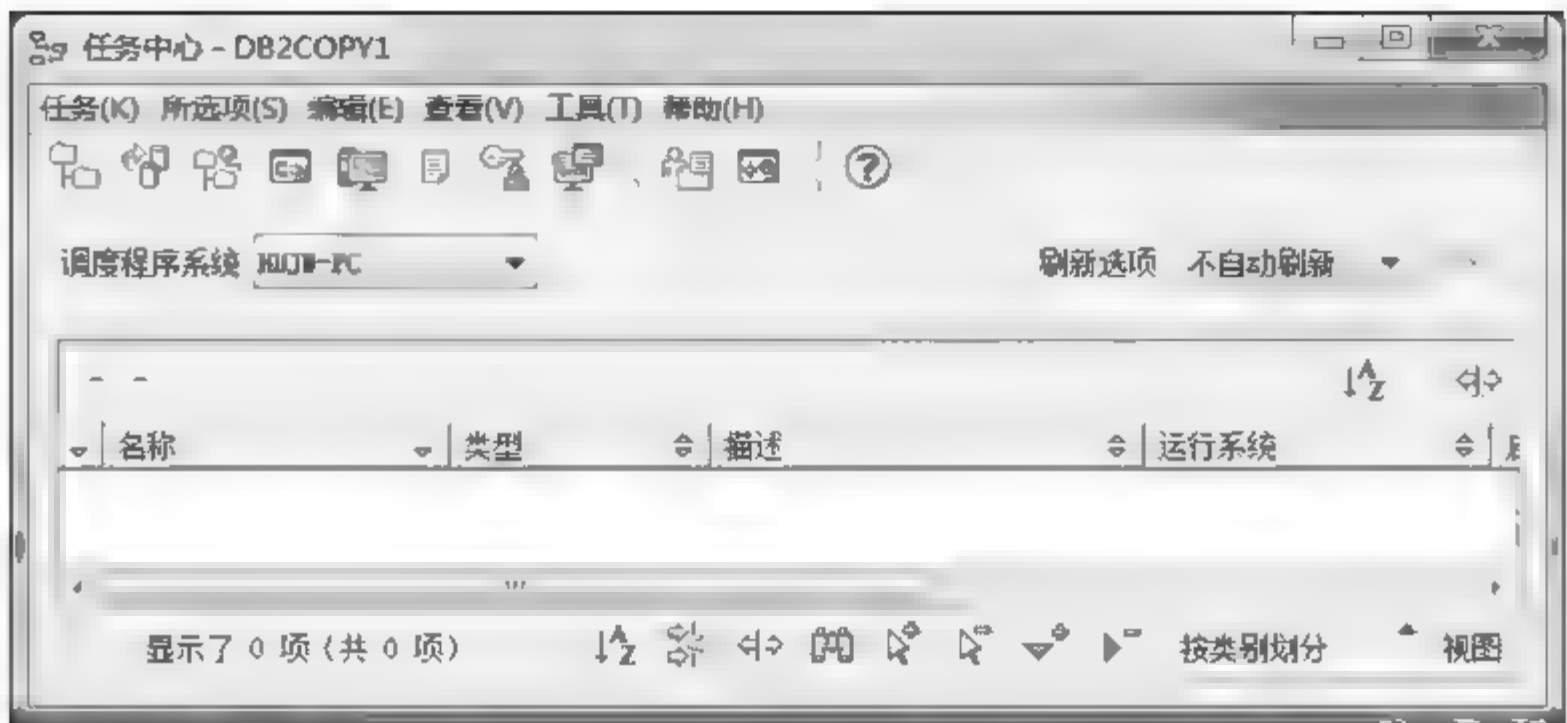 任务中心 - DB2COPY1
任务(K) 所选项(S) 编辑(E) 查看(V) 工具(T) 帮助(H)
调度程序系统 刷新选项 不自动刷新
名称 类型 描述 运行系统
显示了 0 项 (共 0 项) 按类别划分 视图